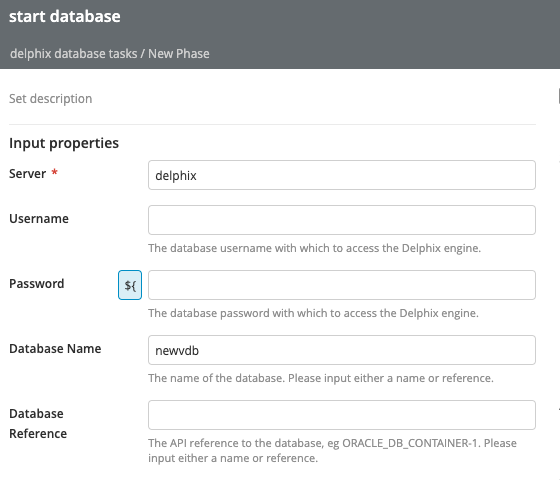 start database
delphix database tasks / New Phase
Set description
Input properties
Server *
delphix
Username
The database username with which to access the Delphix engine.
Password
${
The database password with which to access the Delphix engine.
Database Name
newvdb
The name of the database. Please input either a name or reference.
Database
Reference
The API reference to the database, eg ORACLE_DB_CONTAINER-1. Please
input either a name or reference.